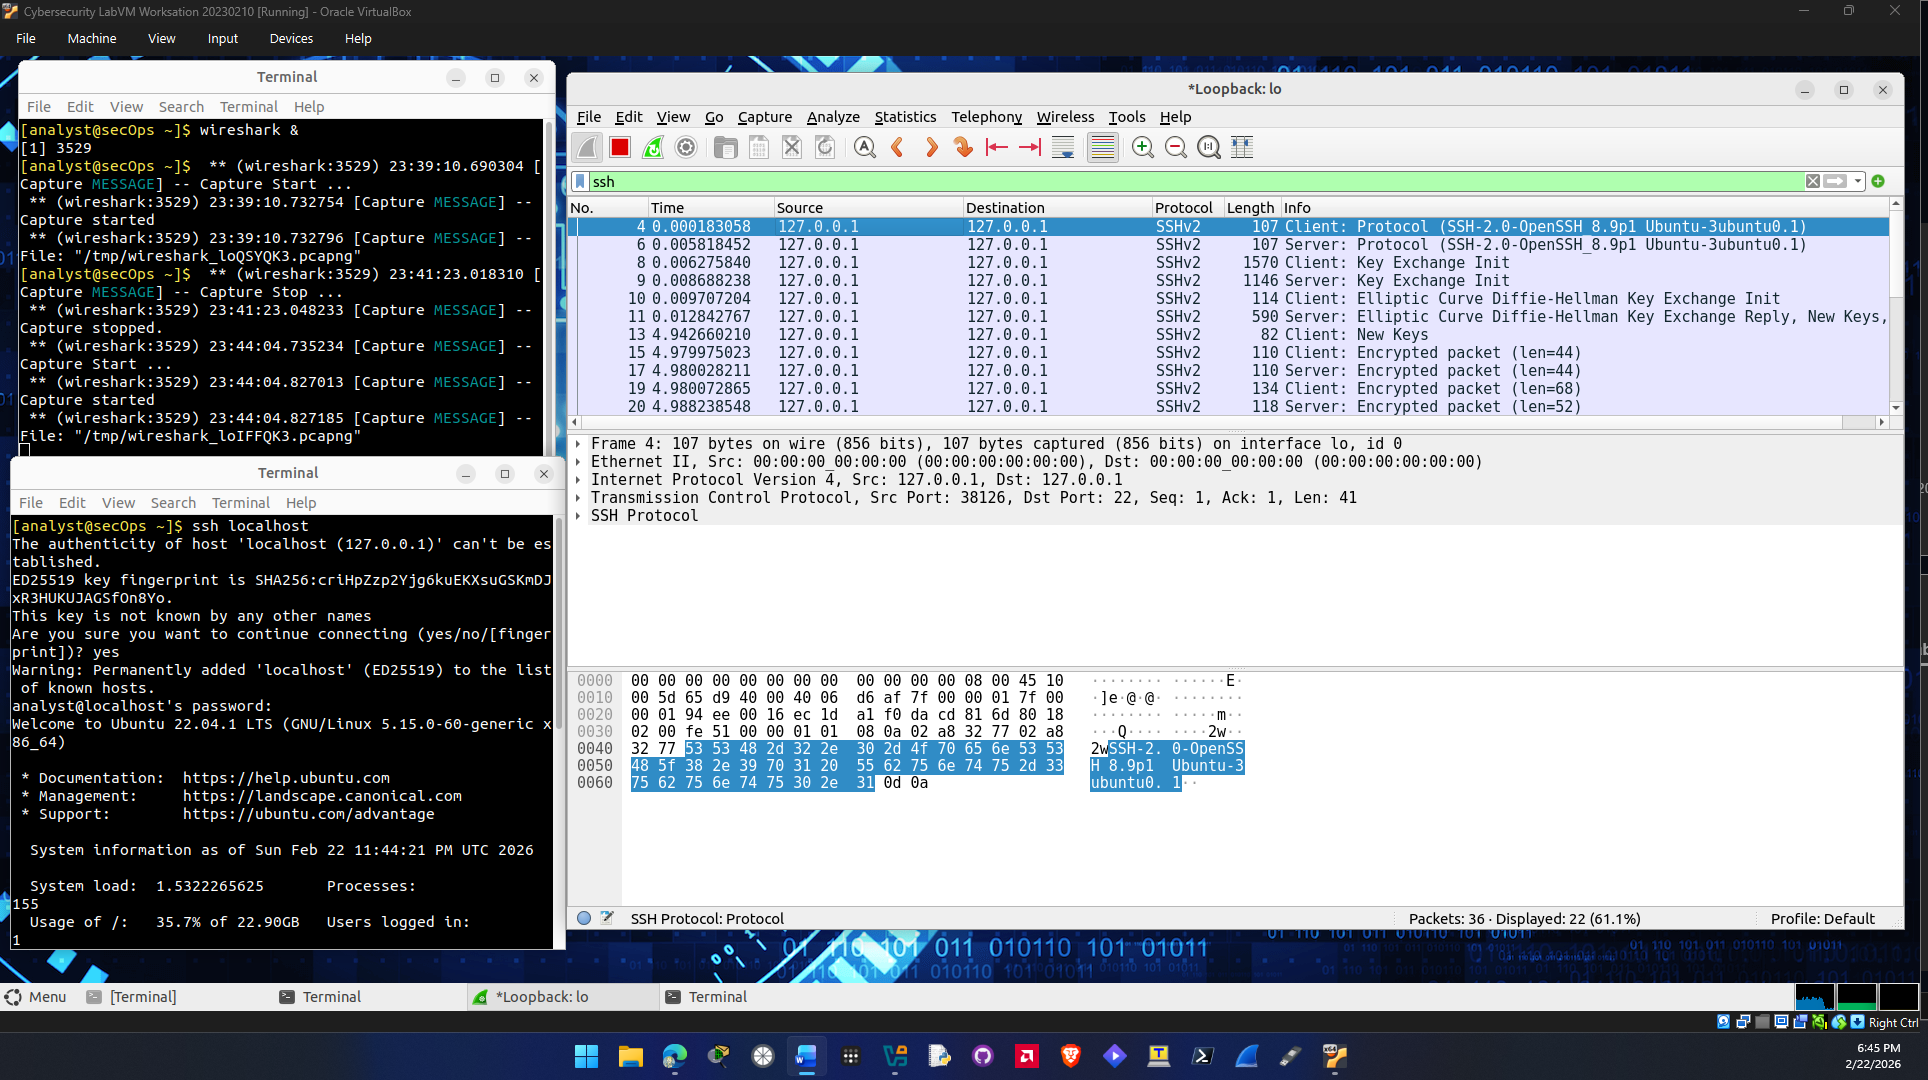 Cybersecurity LabVM Worksation 20230210 [Running] - Oracle VirtualBox
File Machine View Input Devices Help
Terminal
File Edit View Search Terminal Help
[analyst@secOps ~]$ wireshark &
[1] 3529
[analyst@secOps ~]$  ** (wireshark:3529) 23:39:10.690304 [
Capture MESSAGE] -- Capture Start ...
 ** (wireshark:3529) 23:39:10.732754 [Capture MESSAGE] --
Capture started
 ** (wireshark:3529) 23:39:10.732796 [Capture MESSAGE] --
File: "/tmp/wireshark_loQSYQK3.pcapng"
[analyst@secOps ~]$  ** (wireshark:3529) 23:41:23.018310 [
Capture MESSAGE] -- Capture Stop ...
 ** (wireshark:3529) 23:41:23.048233 [Capture MESSAGE] --
Capture stopped.
 ** (wireshark:3529) 23:44:04.735234 [Capture MESSAGE] --
Capture Start ...
 ** (wireshark:3529) 23:44:04.827013 [Capture MESSAGE] --
Capture started
 ** (wireshark:3529) 23:44:04.827185 [Capture MESSAGE] --
File: "/tmp/wireshark_loIFFQK3.pcapng"
Terminal
File Edit View Search Terminal Help
[analyst@secOps ~]$ ssh localhost
The authenticity of host 'localhost (127.0.0.1)' can't be es
tablished.
ED25519 key fingerprint is SHA256:criHpZzp2Yjg6kuEKXsuGSKmDJ
xR3HUKUJAGSfOn8Yo.
This key is not known by any other names
Are you sure you want to continue connecting (yes/no/[finger
print])? yes
Warning: Permanently added 'localhost' (ED25519) to the list
 of known hosts.
analyst@localhost's password:
Welcome to Ubuntu 22.04.1 LTS (GNU/Linux 5.15.0-60-generic x
86_64)
 * Documentation:  https://help.ubuntu.com
 * Management:     https://landscape.canonical.com
 * Support:        https://ubuntu.com/advantage
System information as of Sun Feb 22 11:44:21 PM UTC 2026
System load:  1.5322265625       Processes:
155
Usage of /:   35.7% of 22.90GB   Users logged in:
1
*Loopback: lo
File Edit View Go Capture Analyze Statistics Telephony Wireless Tools Help
ssh
No. Time Source Destination Protocol Length Info
4 0.000183058 127.0.0.1 127.0.0.1 SSHv2 107 Client: Protocol (SSH-2.0-OpenSSH_8.9p1 Ubuntu-3ubuntu0.1)
6 0.005818452 127.0.0.1 127.0.0.1 SSHv2 107 Server: Protocol (SSH-2.0-OpenSSH_8.9p1 Ubuntu-3ubuntu0.1)
8 0.006275840 127.0.0.1 127.0.0.1 SSHv2 1570 Client: Key Exchange Init
9 0.008688238 127.0.0.1 127.0.0.1 SSHv2 1146 Server: Key Exchange Init
10 0.009707204 127.0.0.1 127.0.0.1 SSHv2 114 Client: Elliptic Curve Diffie-Hellman Key Exchange Init
11 0.012842767 127.0.0.1 127.0.0.1 SSHv2 590 Server: Elliptic Curve Diffie-Hellman Key Exchange Reply, New Keys,
13 4.942660210 127.0.0.1 127.0.0.1 SSHv2 82 Client: New Keys
15 4.979975023 127.0.0.1 127.0.0.1 SSHv2 110 Client: Encrypted packet (len=44)
17 4.980028211 127.0.0.1 127.0.0.1 SSHv2 110 Server: Encrypted packet (len=44)
19 4.980072865 127.0.0.1 127.0.0.1 SSHv2 134 Client: Encrypted packet (len=68)
20 4.988238548 127.0.0.1 127.0.0.1 SSHv2 118 Server: Encrypted packet (len=52)
Frame 4: 107 bytes on wire (856 bits), 107 bytes captured (856 bits) on interface lo, id 0
Ethernet II, Src: 00:00:00_00:00:00 (00:00:00:00:00:00), Dst: 00:00:00_00:00:00 (00:00:00:00:00:00)
Internet Protocol Version 4, Src: 127.0.0.1, Dst: 127.0.0.1
Transmission Control Protocol, Src Port: 38126, Dst Port: 22, Seq: 1, Ack: 1, Len: 41
SSH Protocol
0000 00 00 00 00 00 00 00 00 00 00 00 00 08 00 45 10 ········ ······E·
0010 00 5d 65 d9 40 00 40 06 d6 af 7f 00 00 01 7f 00 ·]e·@·@· ········
0020 00 01 94 ee 00 16 ec 1d a1 f0 da cd 81 6d 80 18 ········ ·····m··
0030 02 00 fe 51 00 00 01 01 08 0a 02 a8 32 77 02 a8 ···Q···· ····2w··
0040 32 77 53 53 48 2d 32 2e 30 2d 4f 70 65 6e 53 53 2wSSH-2. 0-OpenSS
0050 48 5f 38 2e 39 70 31 20 55 62 75 6e 74 75 2d 33 H_8.9p1  Ubuntu-3
0060 75 62 75 6e 74 75 30 2e 31 0d 0a ubuntu0. 1··
SSH Protocol: Protocol
Packets: 36 · Displayed: 22 (61.1%)
Profile: Default
Menu [Terminal] Terminal *Loopback: lo Terminal
Right Ctrl
6:45 PM
2/22/2026